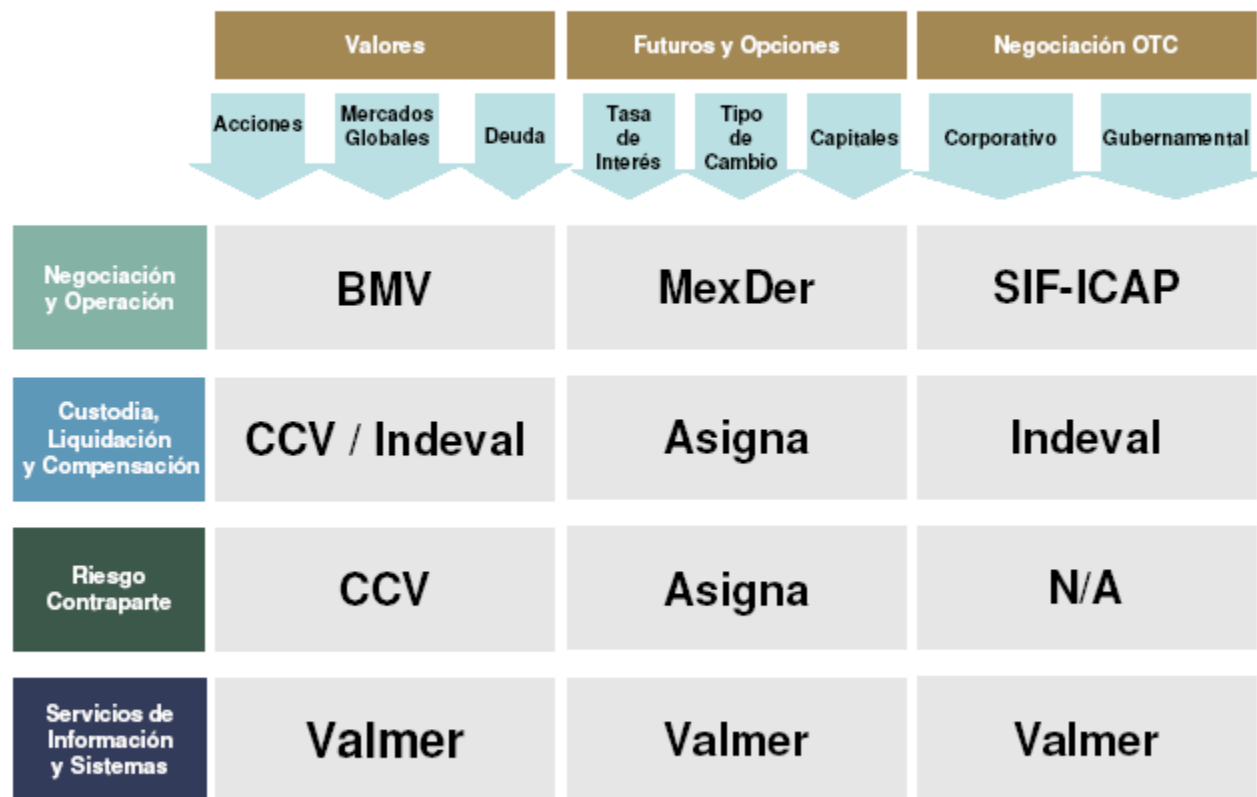 Valores
Futuros y Opciones
Negociación OTC
Acciones
Mercados
Globales
Deuda
Tasa
de
Interés
Tipo
de
Cambio
Capitales
Corporativo
Gubernamental
Negociación
y Operación
BMV
MexDer
SIF-ICAP
Custodia,
Liquidación
y Compensación
CCV / Indeval
Asigna
Indeval
Riesgo
Contraparte
CCV
Asigna
N/A
Servicios de
Información
y Sistemas
Valmer
Valmer
Valmer